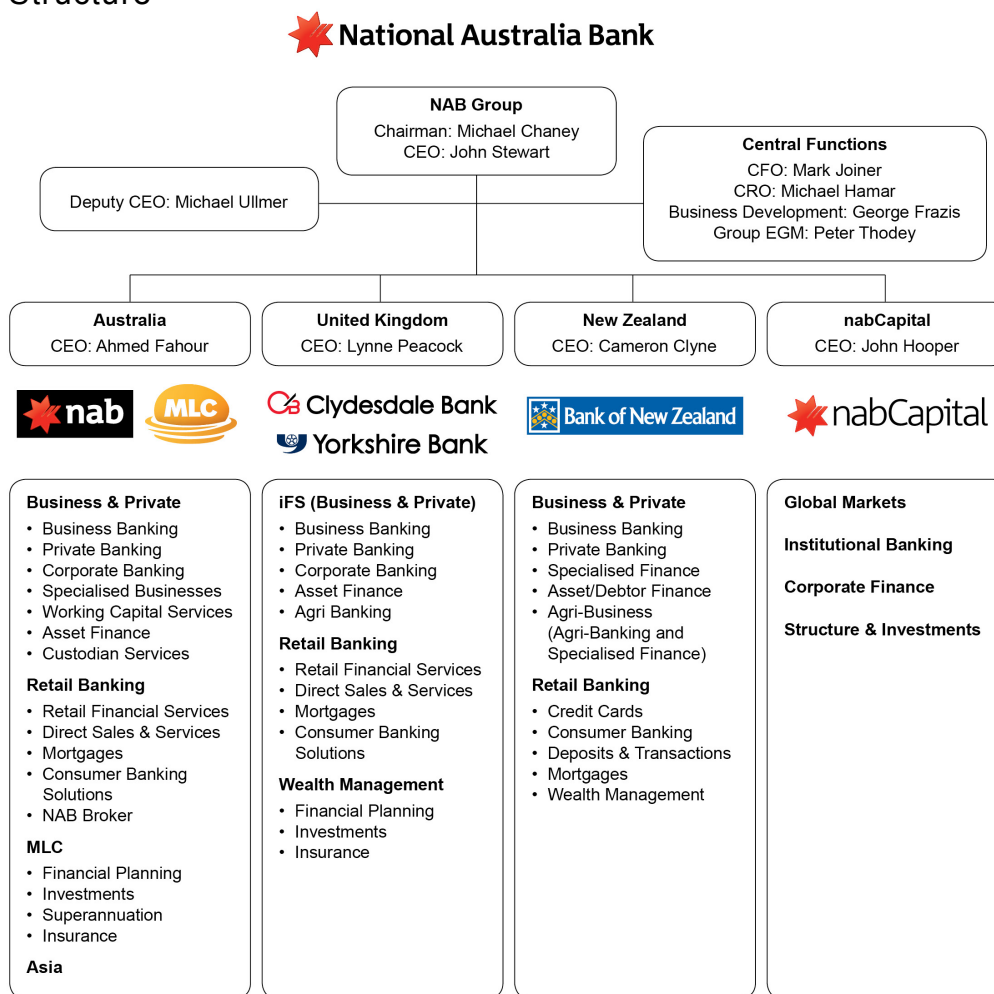 Structure
National Australia Bank
NAB Group
Chairman: Michael Chaney
CEO: John Stewart
Central Functions
CFO: Mark Joiner
CRO: Michael Hamar
Business Development: George Frazis
Group EGM: Peter Thodey
Deputy CEO: Michael Ullmer
Australia
CEO: Ahmed Fahour
United Kingdom
CEO: Lynne Peacock
New Zealand
CEO: Cameron Clyne
nabCapital
CEO: John Hooper
nab
MLC
CB Clydesdale Bank
Yorkshire Bank
Bank of New Zealand
nabCapital
Business & Private
• Business Banking
• Private Banking
• Corporate Banking
• Specialised Businesses
• Working Capital Services
• Asset Finance
• Custodian Services
Retail Banking
• Retail Financial Services
• Direct Sales & Services
• Mortgages
• Consumer Banking
Solutions
• NAB Broker
MLC
• Financial Planning
• Investments
• Superannuation
• Insurance
Asia
iFS (Business & Private)
• Business Banking
• Private Banking
• Corporate Banking
• Asset Finance
• Agri Banking
Retail Banking
• Retail Financial Services
• Direct Sales & Services
• Mortgages
• Consumer Banking
Solutions
Wealth Management
• Financial Planning
• Investments
• Insurance
Business & Private
• Business Banking
• Private Banking
• Specialised Finance
• Asset/Debtor Finance
• Agri-Business
(Agri-Banking and
Specialised Finance)
Retail Banking
• Credit Cards
• Consumer Banking
• Deposits & Transactions
• Mortgages
• Wealth Management
Global Markets
Institutional Banking
Corporate Finance
Structure & Investments